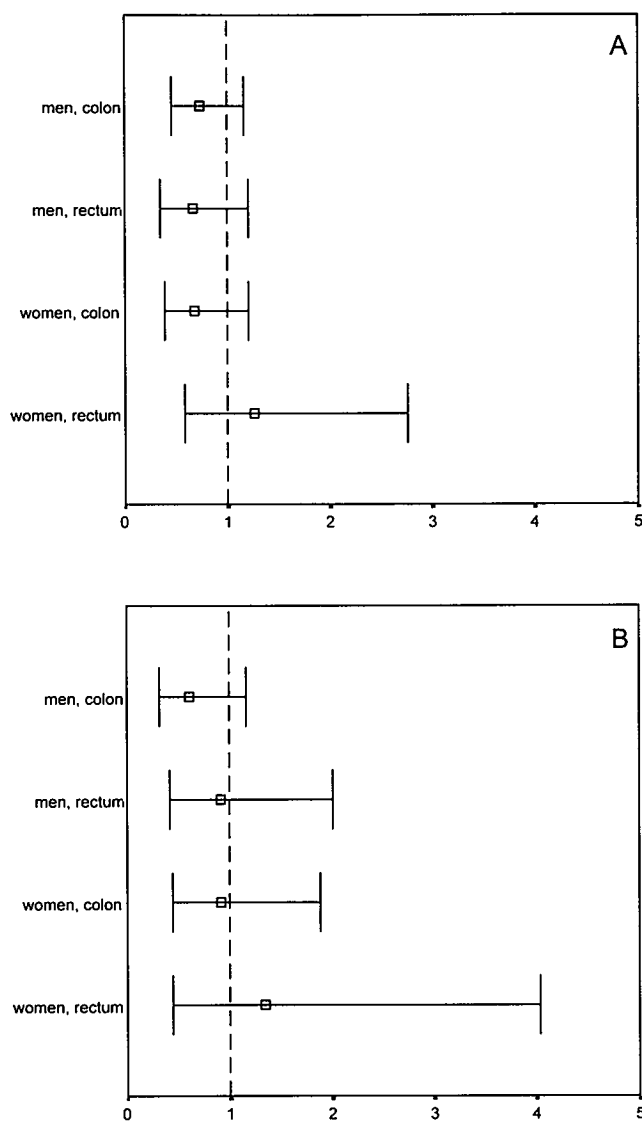 A
men, colon
men, rectum
women, colon
women, rectum
0 1 2 3 4 5
B
men, colon
men, rectum
women, colon
women, rectum
0 1 2 3 4 5